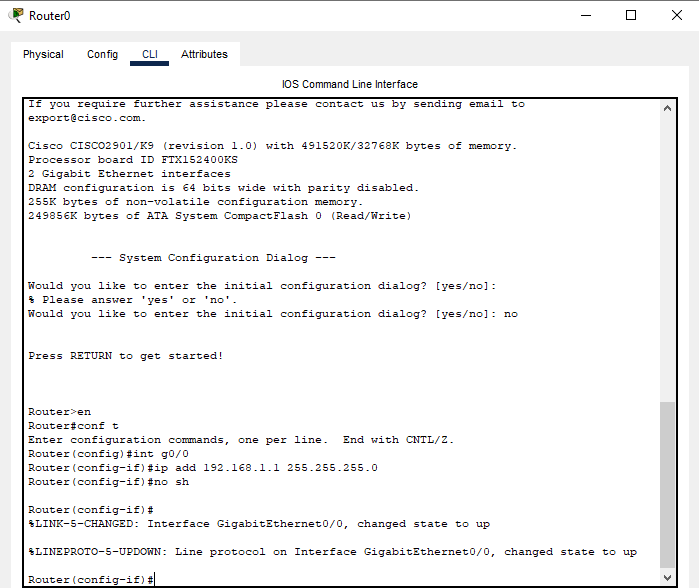 Router0
Physical Config CLI Attributes
IOS Command Line Interface
If you require further assistance please contact us by sending email to
export@cisco.com.
Cisco CISCO2901/K9 (revision 1.0) with 491520K/32768K bytes of memory.
Processor board ID FTX152400KS
2 Gigabit Ethernet interfaces
DRAM configuration is 64 bits wide with parity disabled.
255K bytes of non-volatile configuration memory.
249856K bytes of ATA System CompactFlash 0 (Read/Write)
--- System Configuration Dialog ---
Would you like to enter the initial configuration dialog? [yes/no]:
% Please answer 'yes' or 'no'.
Would you like to enter the initial configuration dialog? [yes/no]: no
Press RETURN to get started!
Router>en
Router#conf t
Enter configuration commands, one per line.  End with CNTL/Z.
Router(config)#int g0/0
Router(config-if)#ip add 192.168.1.1 255.255.255.0
Router(config-if)#no sh
Router(config-if)#
%LINK-5-CHANGED: Interface GigabitEthernet0/0, changed state to up
%LINEPROTO-5-UPDOWN: Line protocol on Interface GigabitEthernet0/0, changed state to up
Router(config-if)#